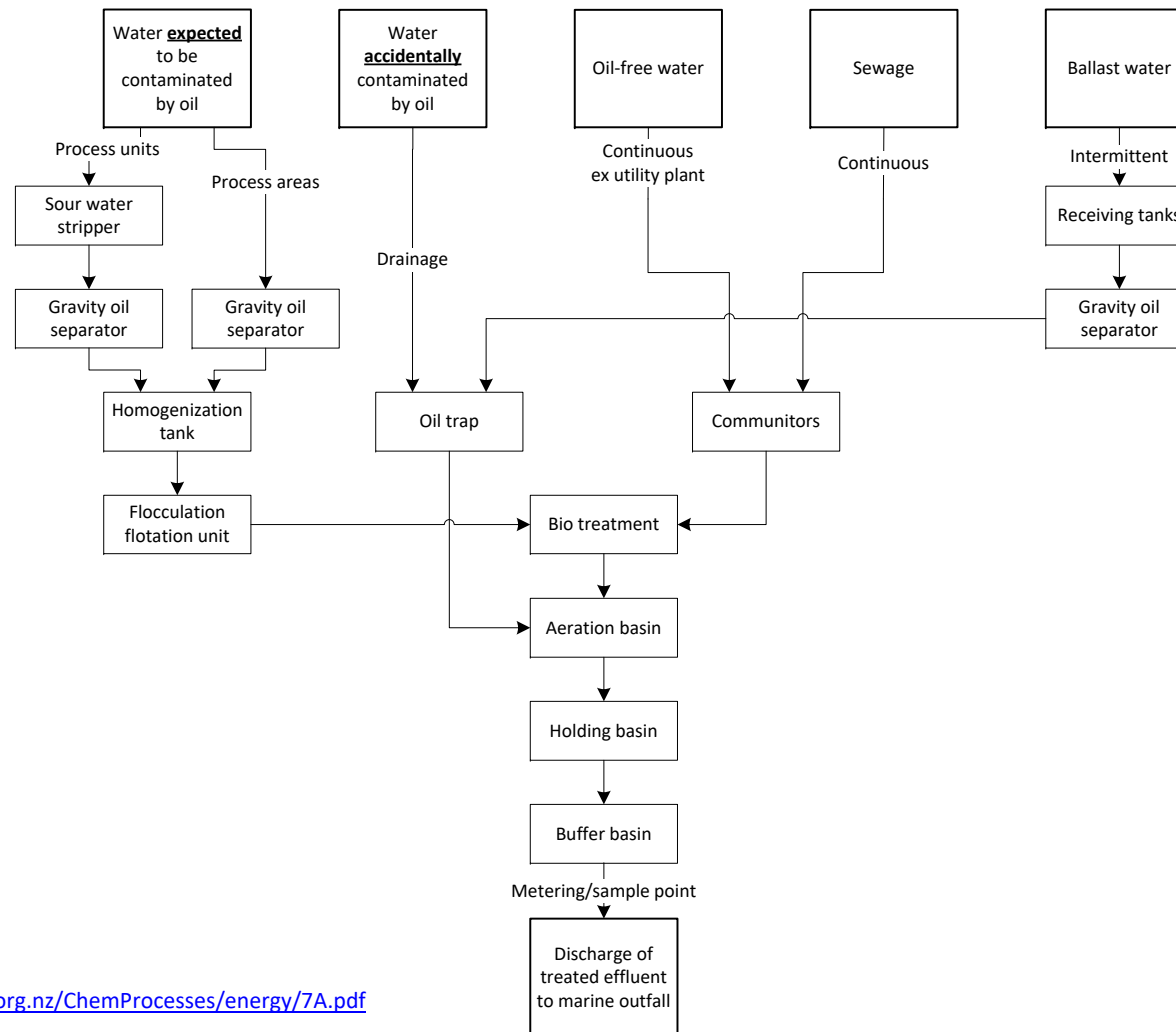 Water expected
to be
contaminated
by oil
Water
accidentally
contaminated
by oil
Oil-free water
Sewage
Ballast water
Process units
Process areas
Continuous
ex utility plant
Continuous
Intermittent
Sour water
stripper
Receiving tanks
Drainage
Gravity oil
separator
Gravity oil
separator
Gravity oil
separator
Homogenization
tank
Oil trap
Communitors
Flocculation
flotation unit
Bio treatment
Aeration basin
Holding basin
Buffer basin
Metering/sample point
Discharge of
treated effluent
to marine outfall
org.nz/ChemProcesses/energy/7A.pdf